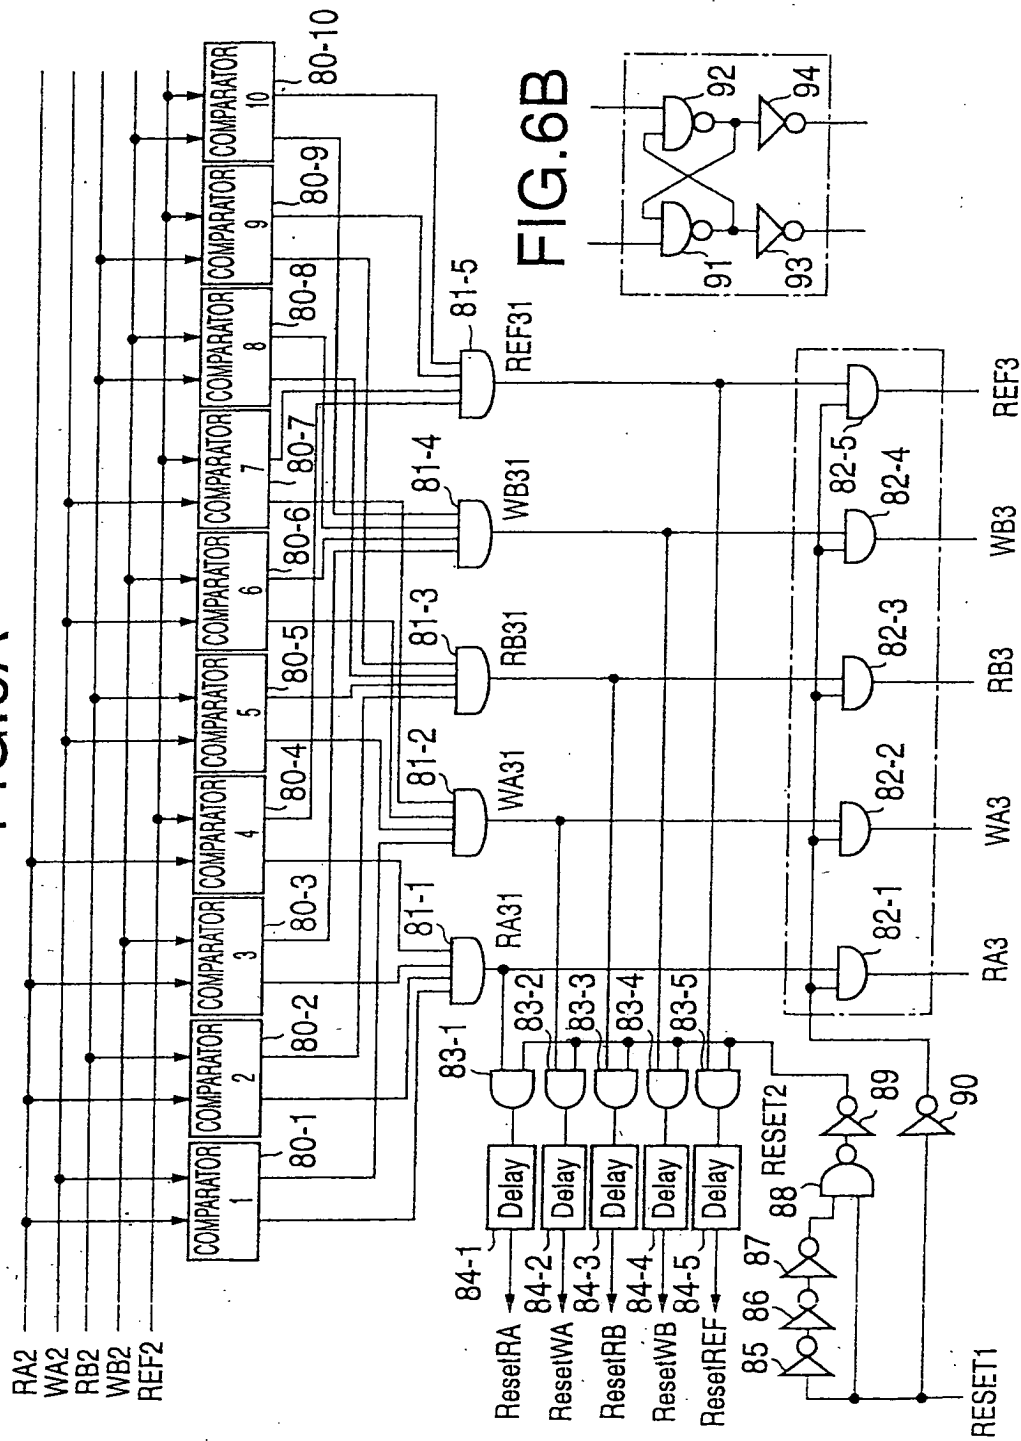 FIG.6A
RA2
WA2
RB2
WB2
REF2
COMPARATOR
1
80-1
COMPARATOR
2
80-2
COMPARATOR
3
80-3
COMPARATOR
4
80-4
COMPARATOR
5
80-5
COMPARATOR
6
80-6
COMPARATOR
7
80-7
COMPARATOR
8
80-8
COMPARATOR
9
80-9
COMPARATOR
10
80-10
81-1
RA31
81-2
WA31
81-3
RB31
81-4
WB31
81-5
REF31
83-1
83-2
83-3
83-4
83-5
84-1
Delay
ResetRA
84-2
Delay
ResetWA
84-3
Delay
ResetRB
84-4
Delay
ResetWB
84-5
Delay
ResetREF
RESET2
85
86
87
88
89
90
RESET1
82-1
RA3
82-2
WA3
82-3
RB3
82-4
WB3
82-5
REF3
FIG.6B
91
92
93
94